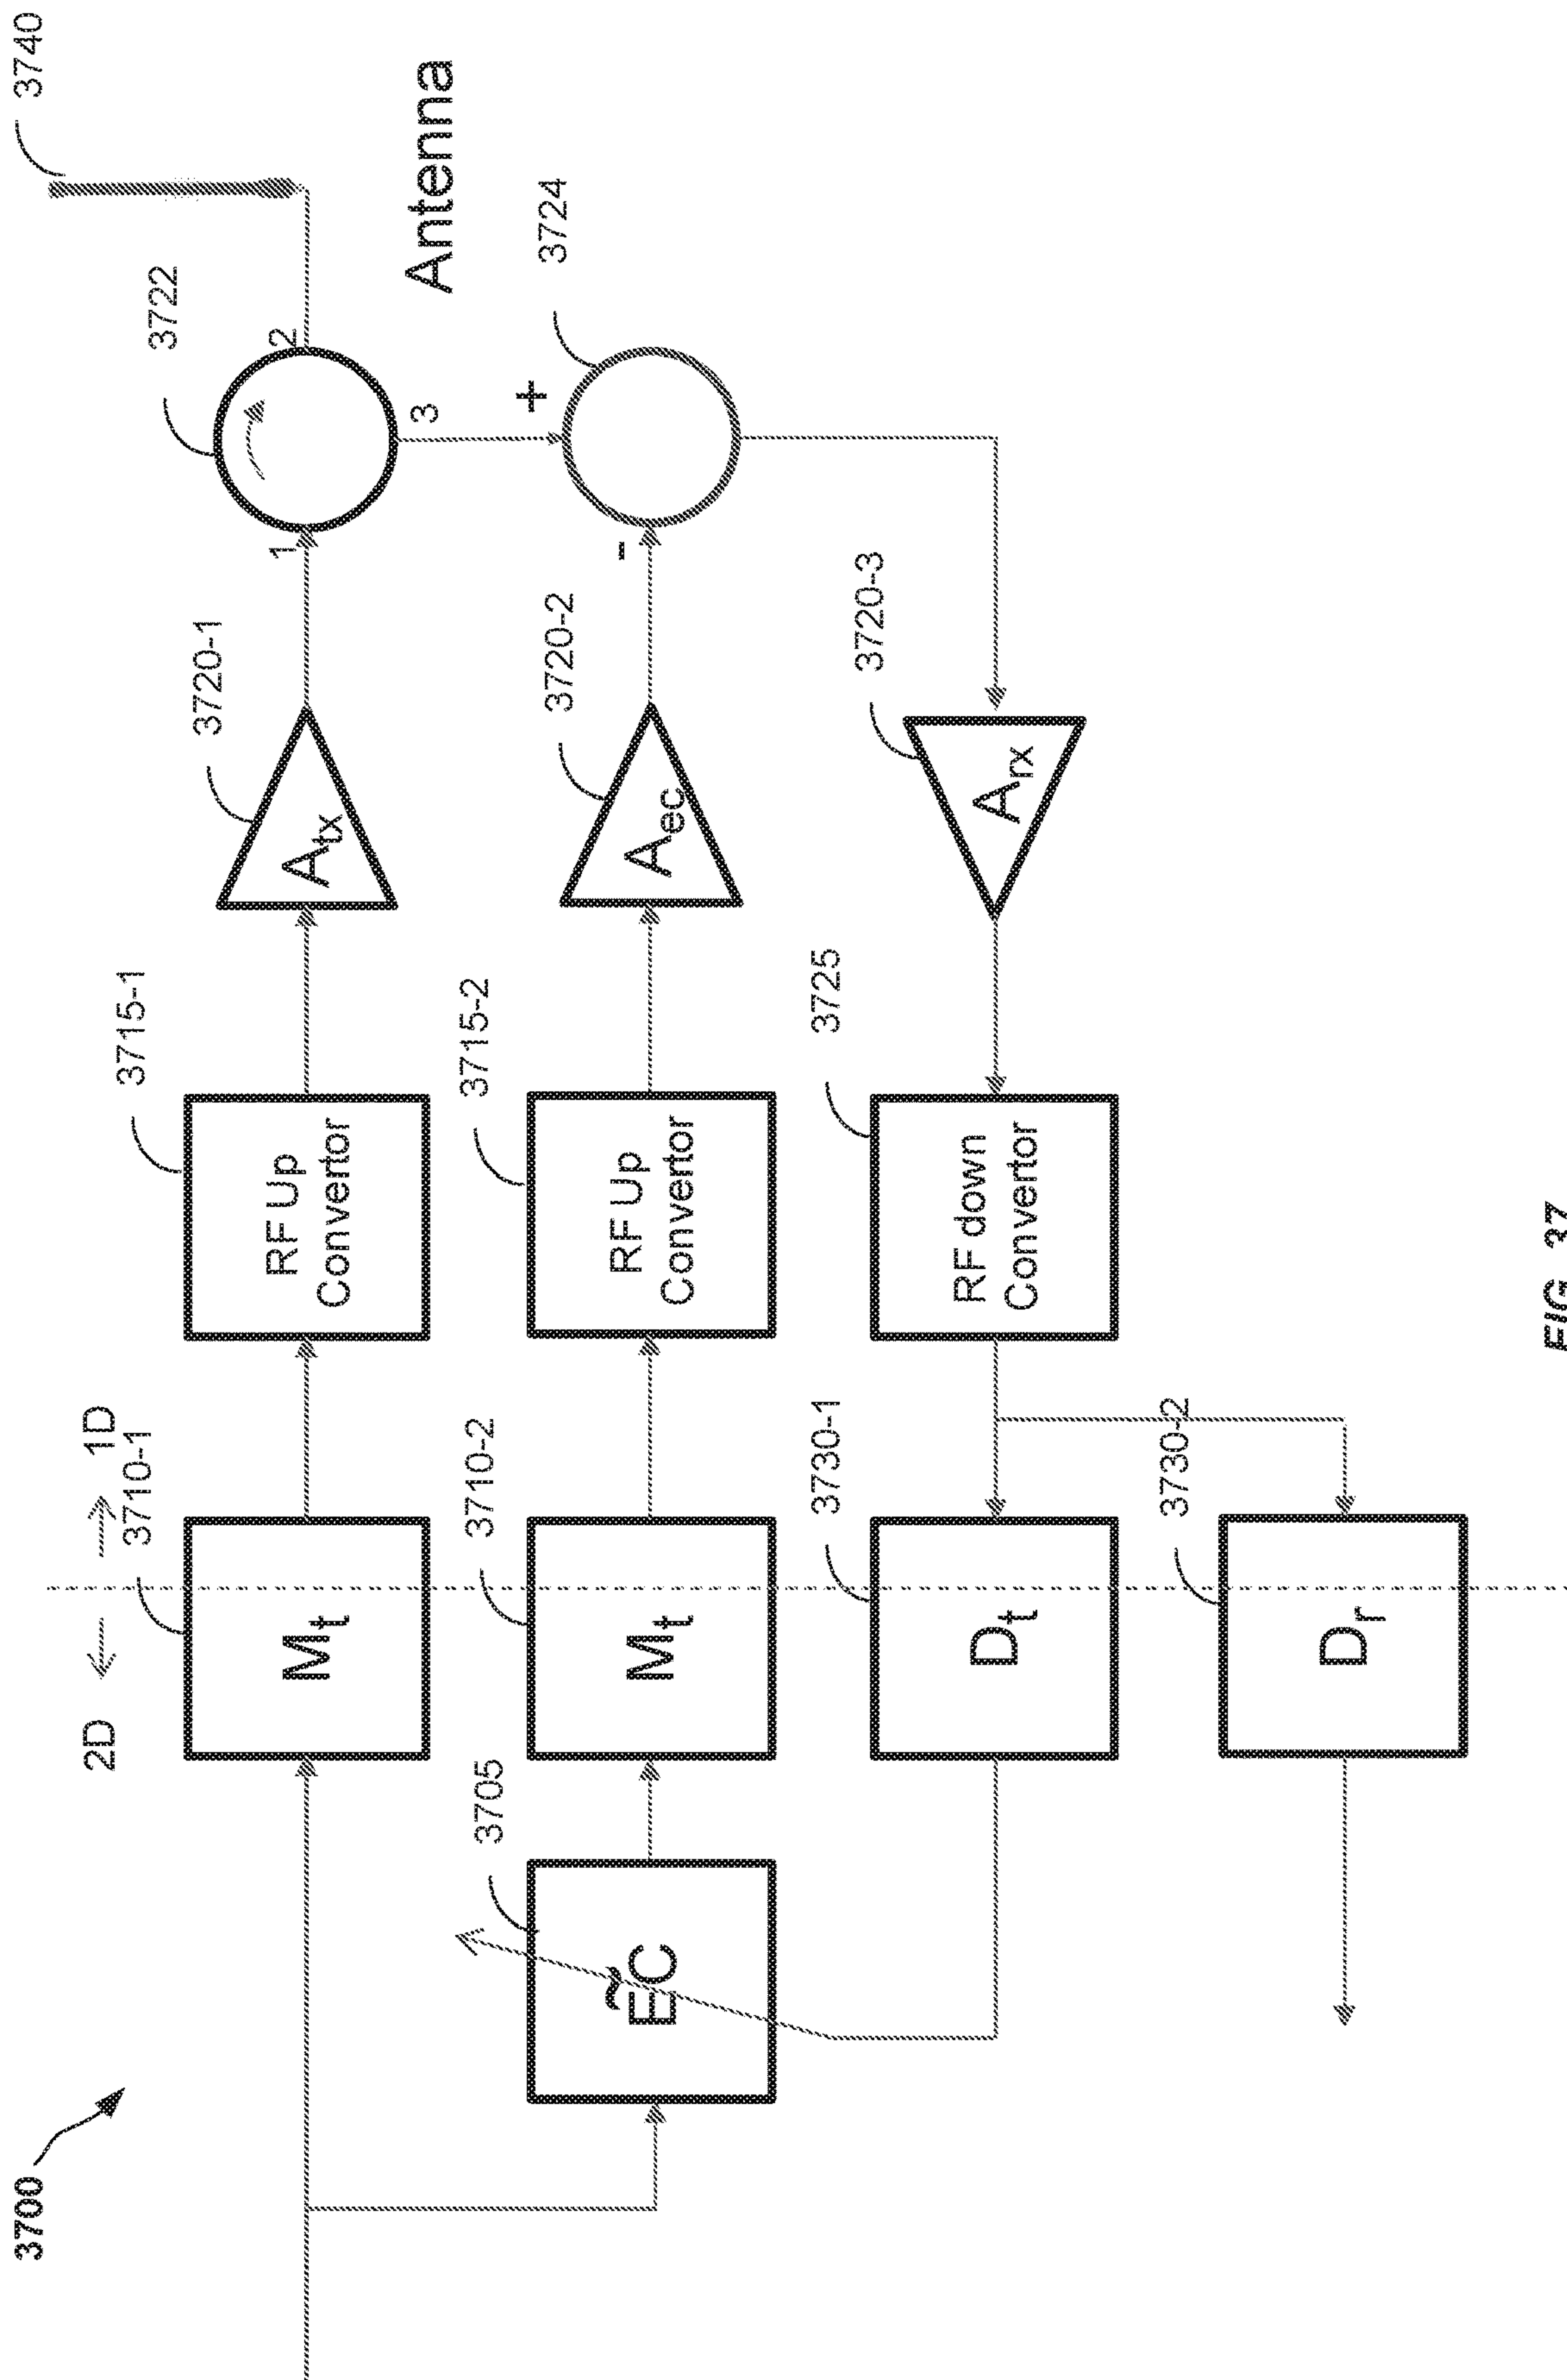 3700
2D
1D
3710-1
Mt
3715-1
RF Up
Convertor
3720-1
Atx
3722
1
2
3
3740
Antenna
3705
ẼC
3710-2
Mt
3715-2
RF Up
Convertor
3720-2
Aec
-
+
3724
3730-1
Dt
3725
RF down
Convertor
3720-3
Arx
3730-2
Dr
FIG. 37